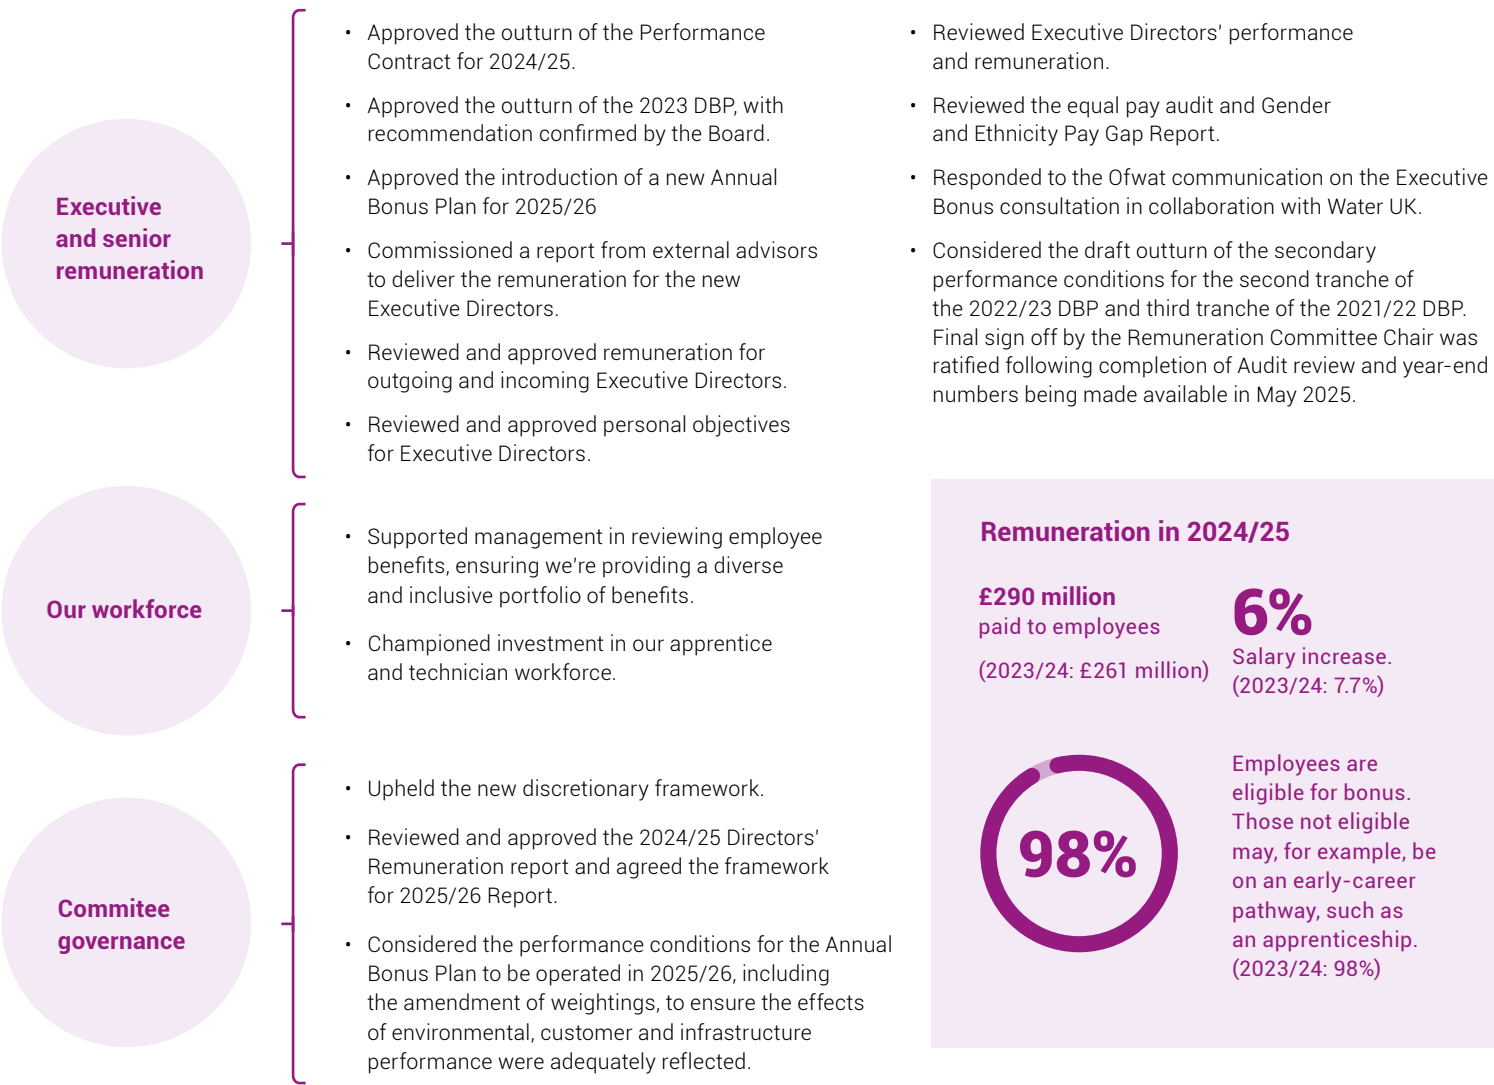 Executive
and senior
remuneration
• Approved the outturn of the Performance
Contract for 2024/25.
• Approved the outturn of the 2023 DBP, with
recommendation confirmed by the Board.
• Approved the introduction of a new Annual
Bonus Plan for 2025/26
• Commissioned a report from external advisors
to deliver the remuneration for the new
Executive Directors.
• Reviewed and approved remuneration for
outgoing and incoming Executive Directors.
• Reviewed and approved personal objectives
for Executive Directors.
• Reviewed Executive Directors' performance
and remuneration.
• Reviewed the equal pay audit and Gender
and Ethnicity Pay Gap Report.
• Responded to the Ofwat communication on the Executive
Bonus consultation in collaboration with Water UK.
• Considered the draft outturn of the secondary
performance conditions for the second tranche of
the 2022/23 DBP and third tranche of the 2021/22 DBP.
Final sign off by the Remuneration Committee Chair was
ratified following completion of Audit review and year-end
numbers being made available in May 2025.
Our workforce
• Supported management in reviewing employee
benefits, ensuring we're providing a diverse
and inclusive portfolio of benefits.
• Championed investment in our apprentice
and technician workforce.
Commitee
governance
• Upheld the new discretionary framework.
• Reviewed and approved the 2024/25 Directors'
Remuneration report and agreed the framework
for 2025/26 Report.
• Considered the performance conditions for the Annual
Bonus Plan to be operated in 2025/26, including
the amendment of weightings, to ensure the effects
of environmental, customer and infrastructure
performance were adequately reflected.
Remuneration in 2024/25
£290 million
paid to employees
(2023/24: £261 million)
6%
Salary increase.
(2023/24: 7.7%)
98%
Employees are
eligible for bonus.
Those not eligible
may, for example, be
on an early-career
pathway, such as
an apprenticeship.
(2023/24: 98%)